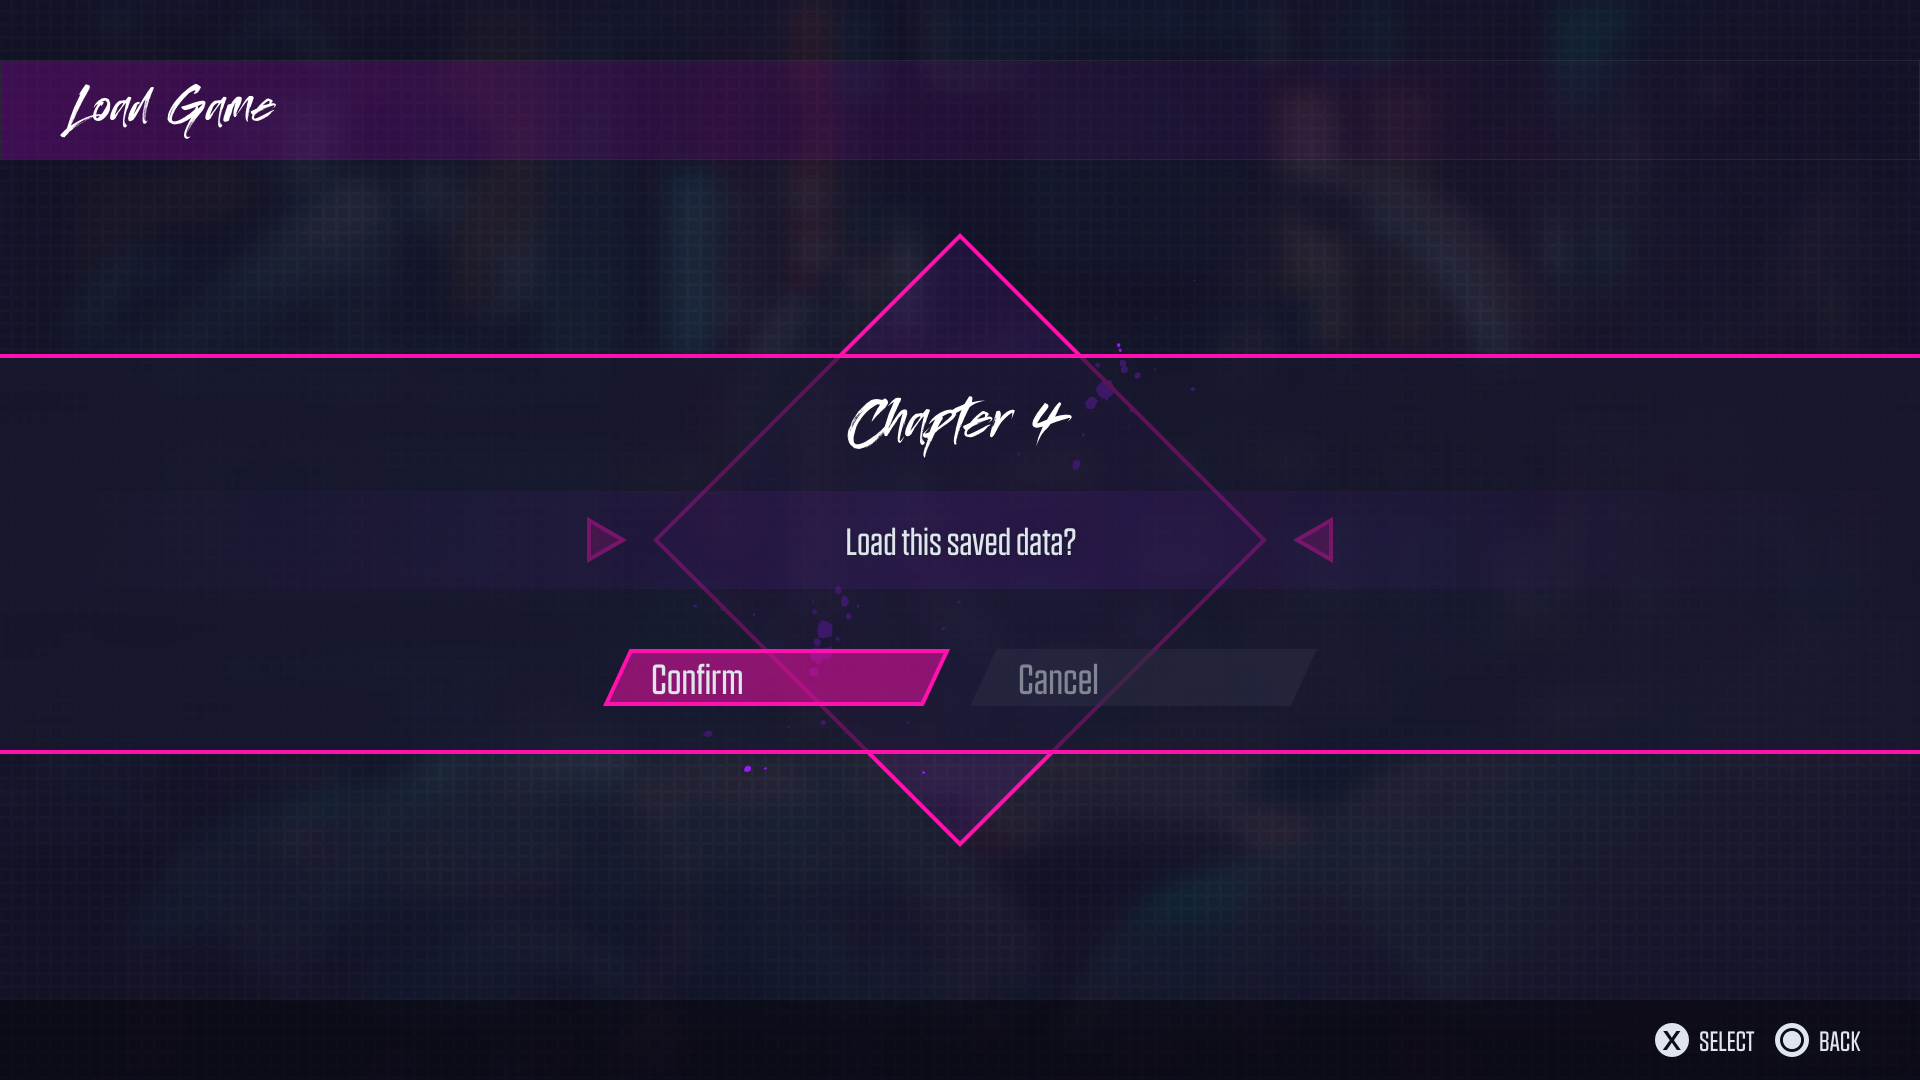 Load Game
Chapter 4
Load this saved data?
Confirm
Cancel
X SELECT
BACK